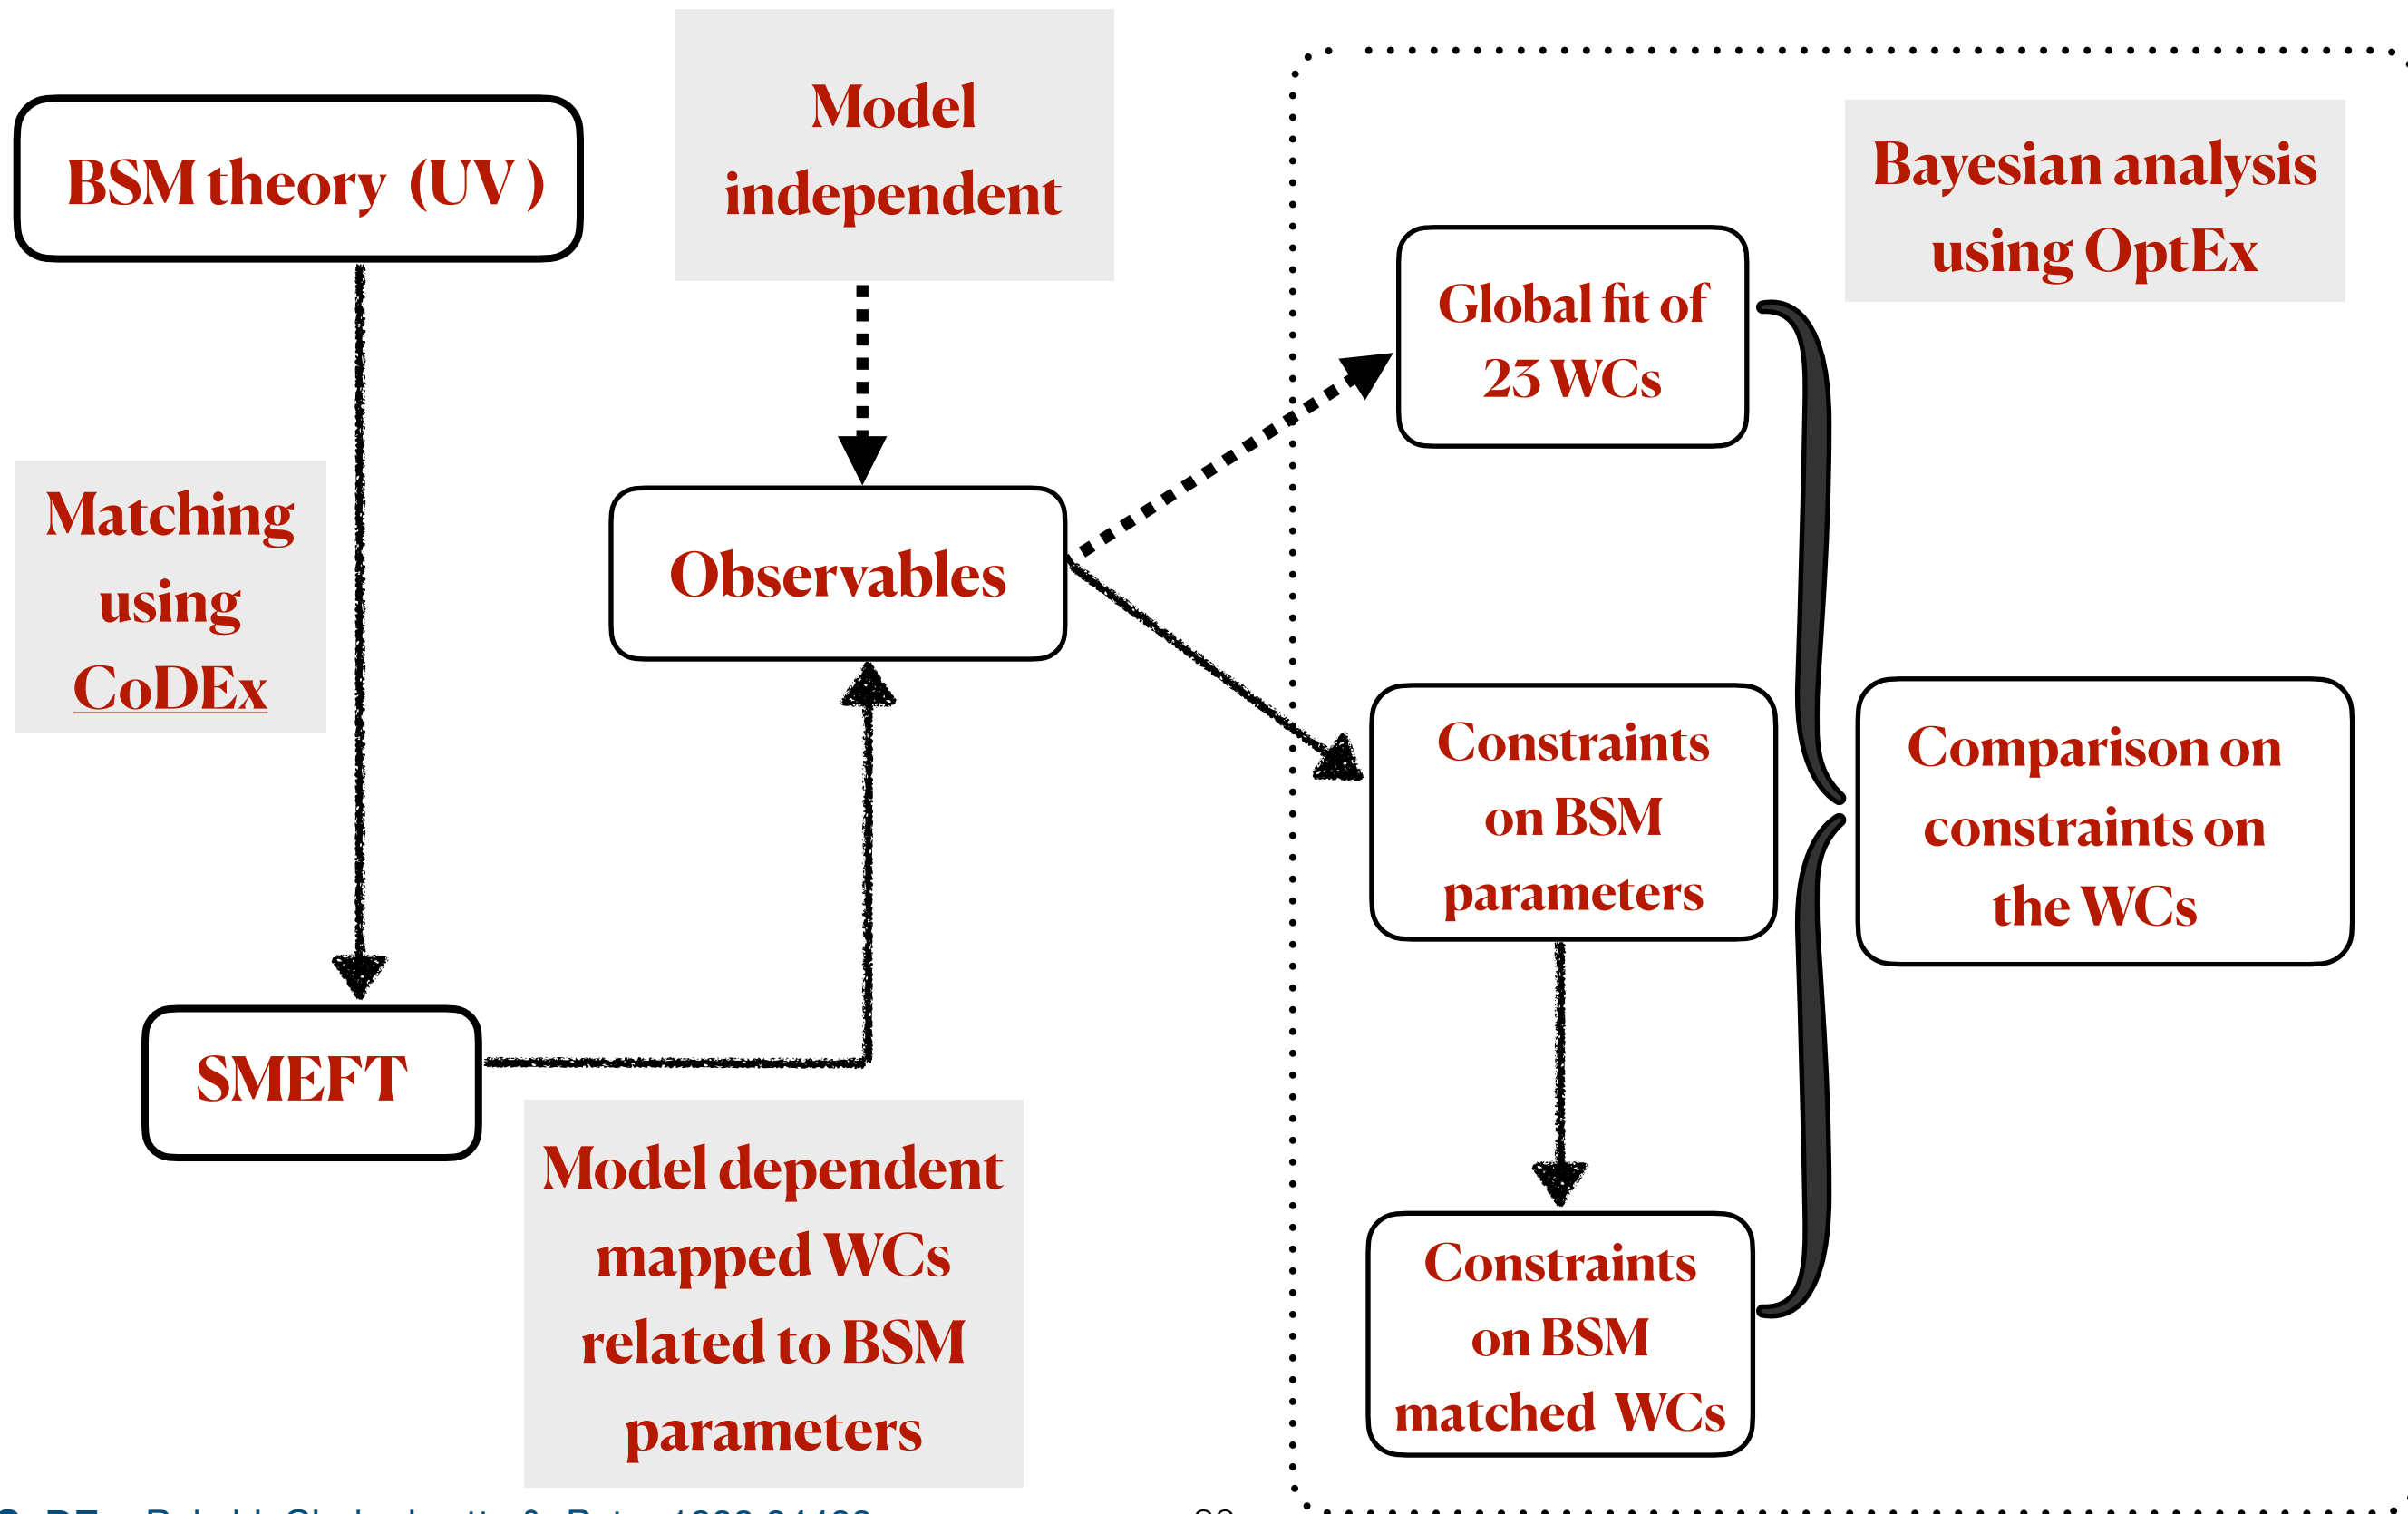 BSM theory (UV)
Model
independent
Bayesian analysis
using OptEx
Global fit of
23 WCs
Matching
using
CoDEx
Observables
Constraints
on BSM
parameters
Comparison on
constraints on
the WCs
SMEFT
Model dependent
mapped WCs
related to BSM
parameters
Constraints
on BSM
matched WCs